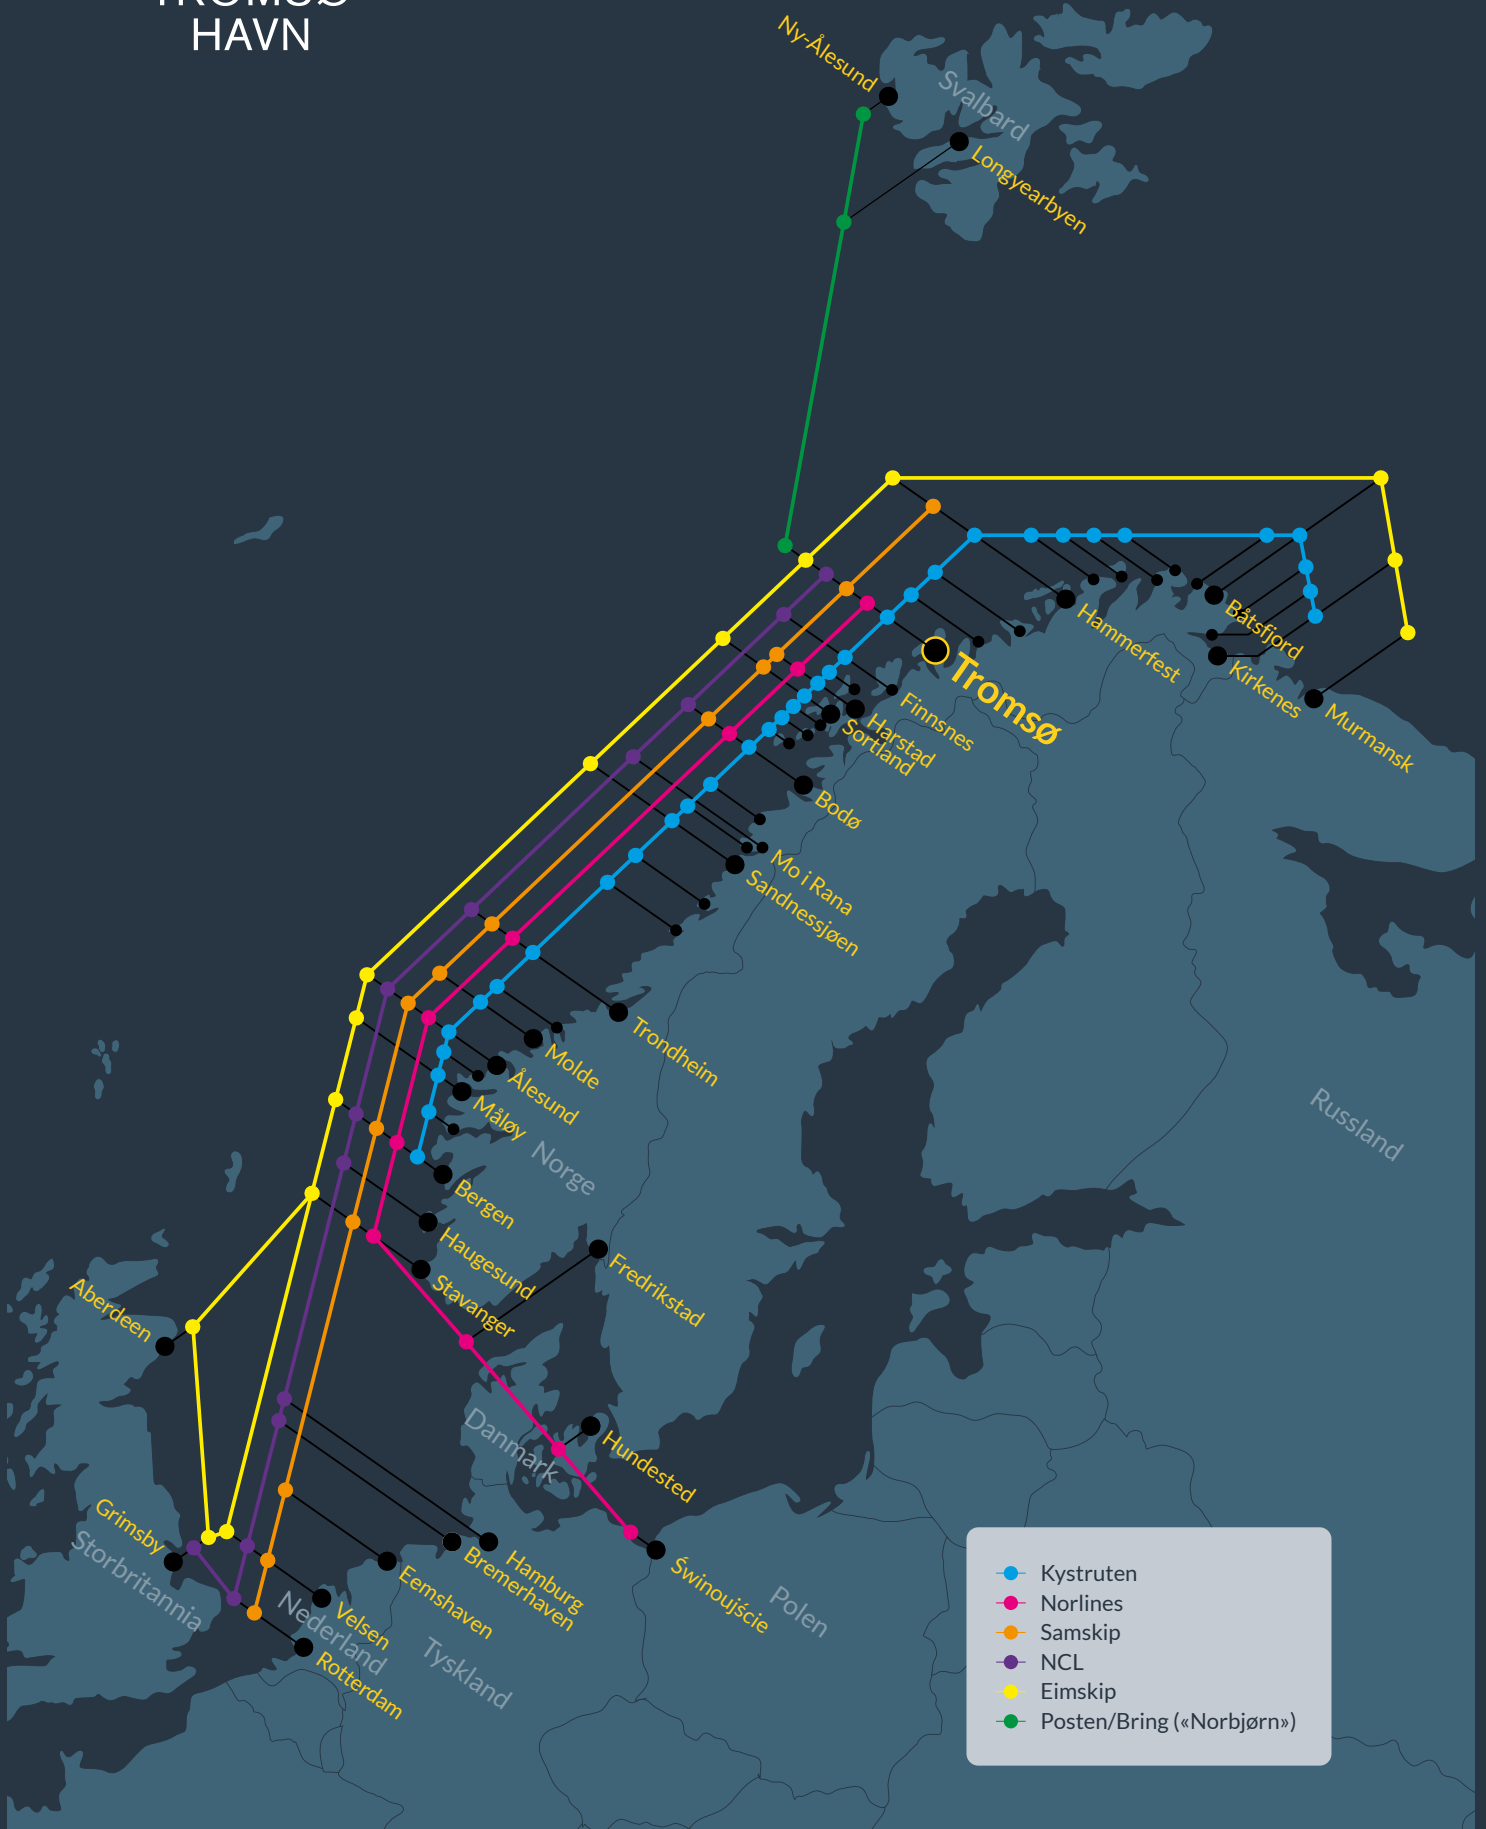 TROMSØ
HAVN
Ny-Ålesund
Svalbard
Longyearbyen
Tromsø
Hammerfest
Båtsfjord
Kirkenes
Murmansk
Finnsnes
Harstad
Sortland
Bodø
Mo i Rana
Sandnessjøen
Trondheim
Molde
Ålesund
Måløy
Norge
Russland
Bergen
Haugesund
Stavanger
Fredrikstad
Aberdeen
Danmark
Hundested
Grimsby
Storbritannia
Hamburg
Bremerhaven
Eemshaven
Świnoujście
Polen
Velsen
Nederland
Rotterdam
Tyskland
Kystruten
Norlines
Samskip
NCL
Eimskip
Posten/Bring («Norbjørn»)